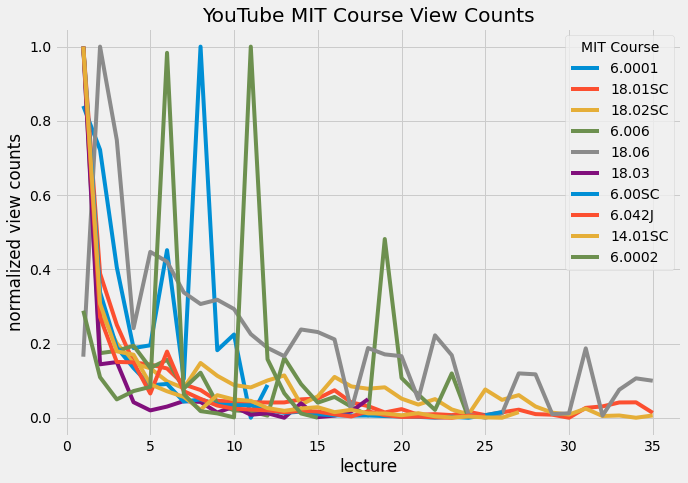 YouTube MIT Course View Counts
MIT Course
6.0001
18.01SC
18.02SC
6.006
18.06
18.03
6.00SC
6.042J
14.01SC
6.0002
normalized view counts
1.0
0.8
0.6
0.4
0.2
0.0
0 5 10 15 20 25 30 35
lecture